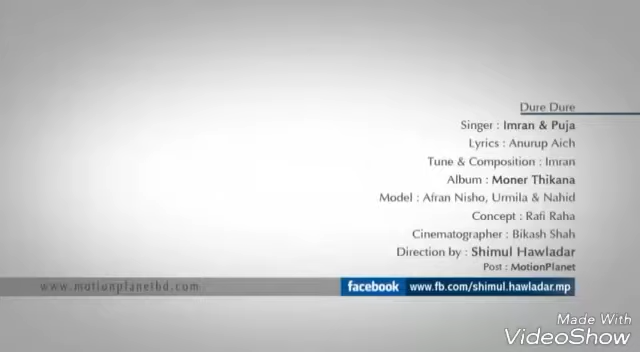 Dure Dure
Singer : Imran & Puja
Lyrics : Anurup Aich
Tune & Composition : Imran
Album : Moner Thikana
Model : Afran Nisho, Urmila & Nahid
Concept : Rafi Raha
Cinematographer : Bikash Shah
Direction by : Shimul Hawladar
Post : MotionPlanet
www.motionplanetbd.com facebook www.fb.com/shimul.hawladar.mp
Made With
VideoShow